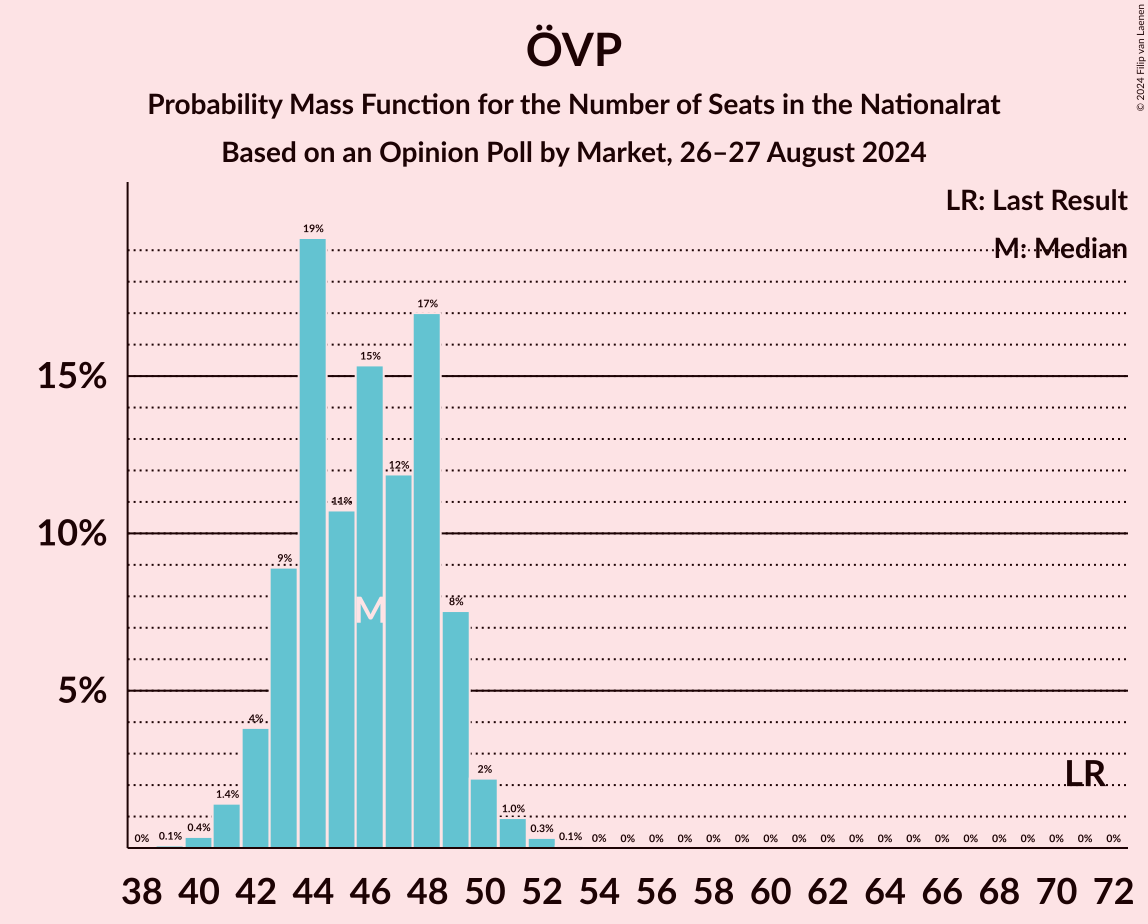 ÖVP
Probability Mass Function for the Number of Seats in the Nationalrat
Based on an Opinion Poll by Market, 26–27 August 2024
© 2024 Filip van Laenen
LR: Last Result
M: Median
19%
17%
15%
15%
12%
11%
10%
9%
8%
M
5%
4%
LR
2%
1.4%
1.0%
0% 0.1% 0.4% 0.3% 0.1% 0% 0% 0% 0% 0% 0% 0% 0% 0% 0% 0% 0% 0% 0% 0% 0% 0% 0% 0%
38 40 42 44 46 48 50 52 54 56 58 60 62 64 66 68 70 72